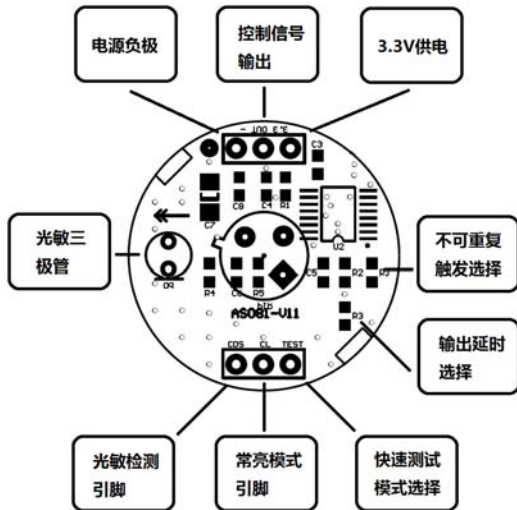 电源负极
控制信号
输出
3.3V供电
- OUT 3.3
C3
C8
C4
R1
C7
U2
光敏三
极管
不可重复
触发选择
R4
C6
R5
C5
R2
PIR
AS081-V11
R3
输出延时
选择
CDS
CL
TEST
光敏检测
引脚
常亮模式
引脚
快速测试
模式选择